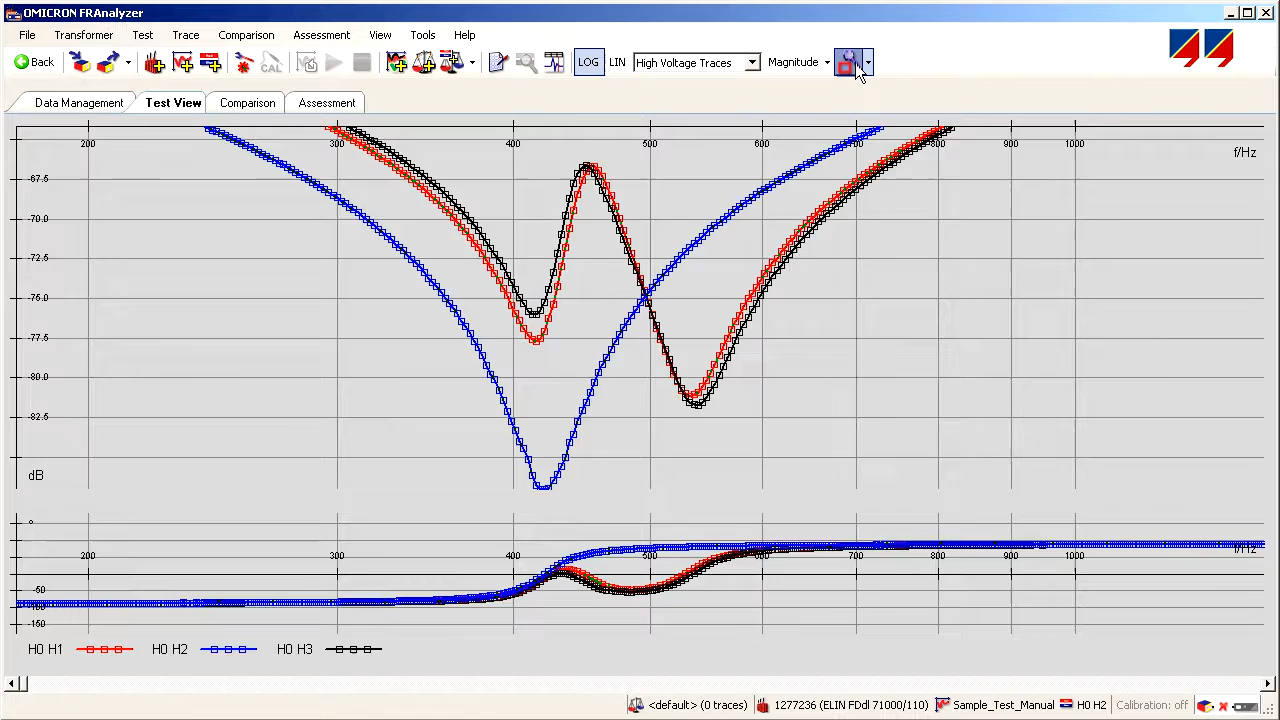 OMICRON FRAnalyzer
File Transformer Test Trace Comparison Assessment View Tools Help
Back CAL LOG LIN High Voltage Traces Magnitude
Data Management Test View Comparison Assessment
200 300 400 500 600 700 800 900 1000
f/Hz
-67.5
-70.0
-72.5
-75.0
-77.5
-80.0
-82.5
dB
°
200 300 400 500 600 700 800 900 1000 f/Hz
-50
-100
-150
H0 H1 H0 H2 H0 H3
<default> (0 traces) 1277236 (ELIN FDdl 71000/110) Sample_Test_Manual H0 H2 Calibration: off